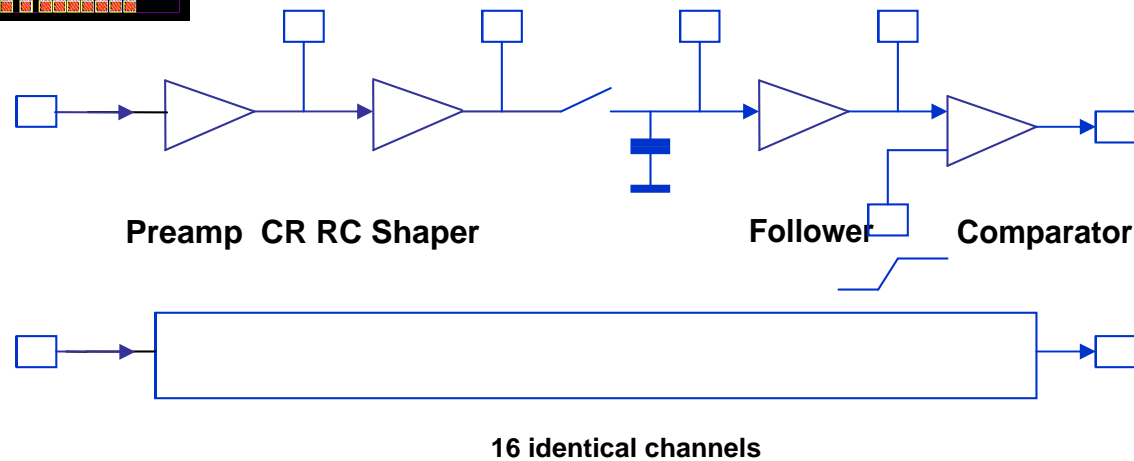 Preamp CR RC Shaper Follower Comparator
16 identical channels